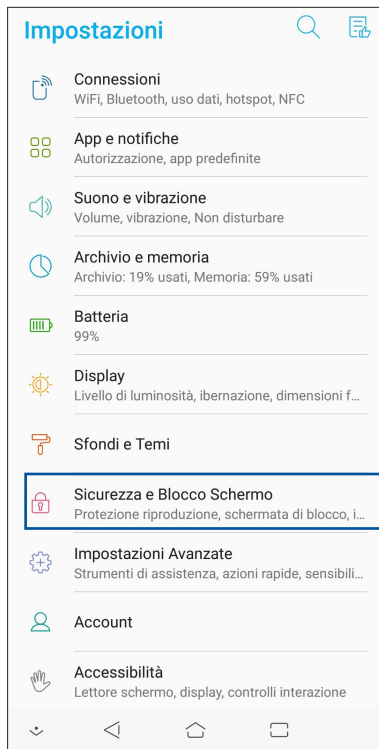 Impostazioni
Connessioni
WiFi, Bluetooth, uso dati, hotspot, NFC
App e notifiche
Autorizzazione, app predefinite
Suono e vibrazione
Volume, vibrazione, Non disturbare
Archivio e memoria
Archivio: 19% usati, Memoria: 59% usati
Batteria
99%
Display
Livello di luminosità, ibernazione, dimensioni f...
Sfondi e Temi
Sicurezza e Blocco Schermo
Protezione riproduzione, schermata di blocco, i...
Impostazioni Avanzate
Strumenti di assistenza, azioni rapide, sensibili...
Account
Accessibilità
Lettore schermo, display, controlli interazione